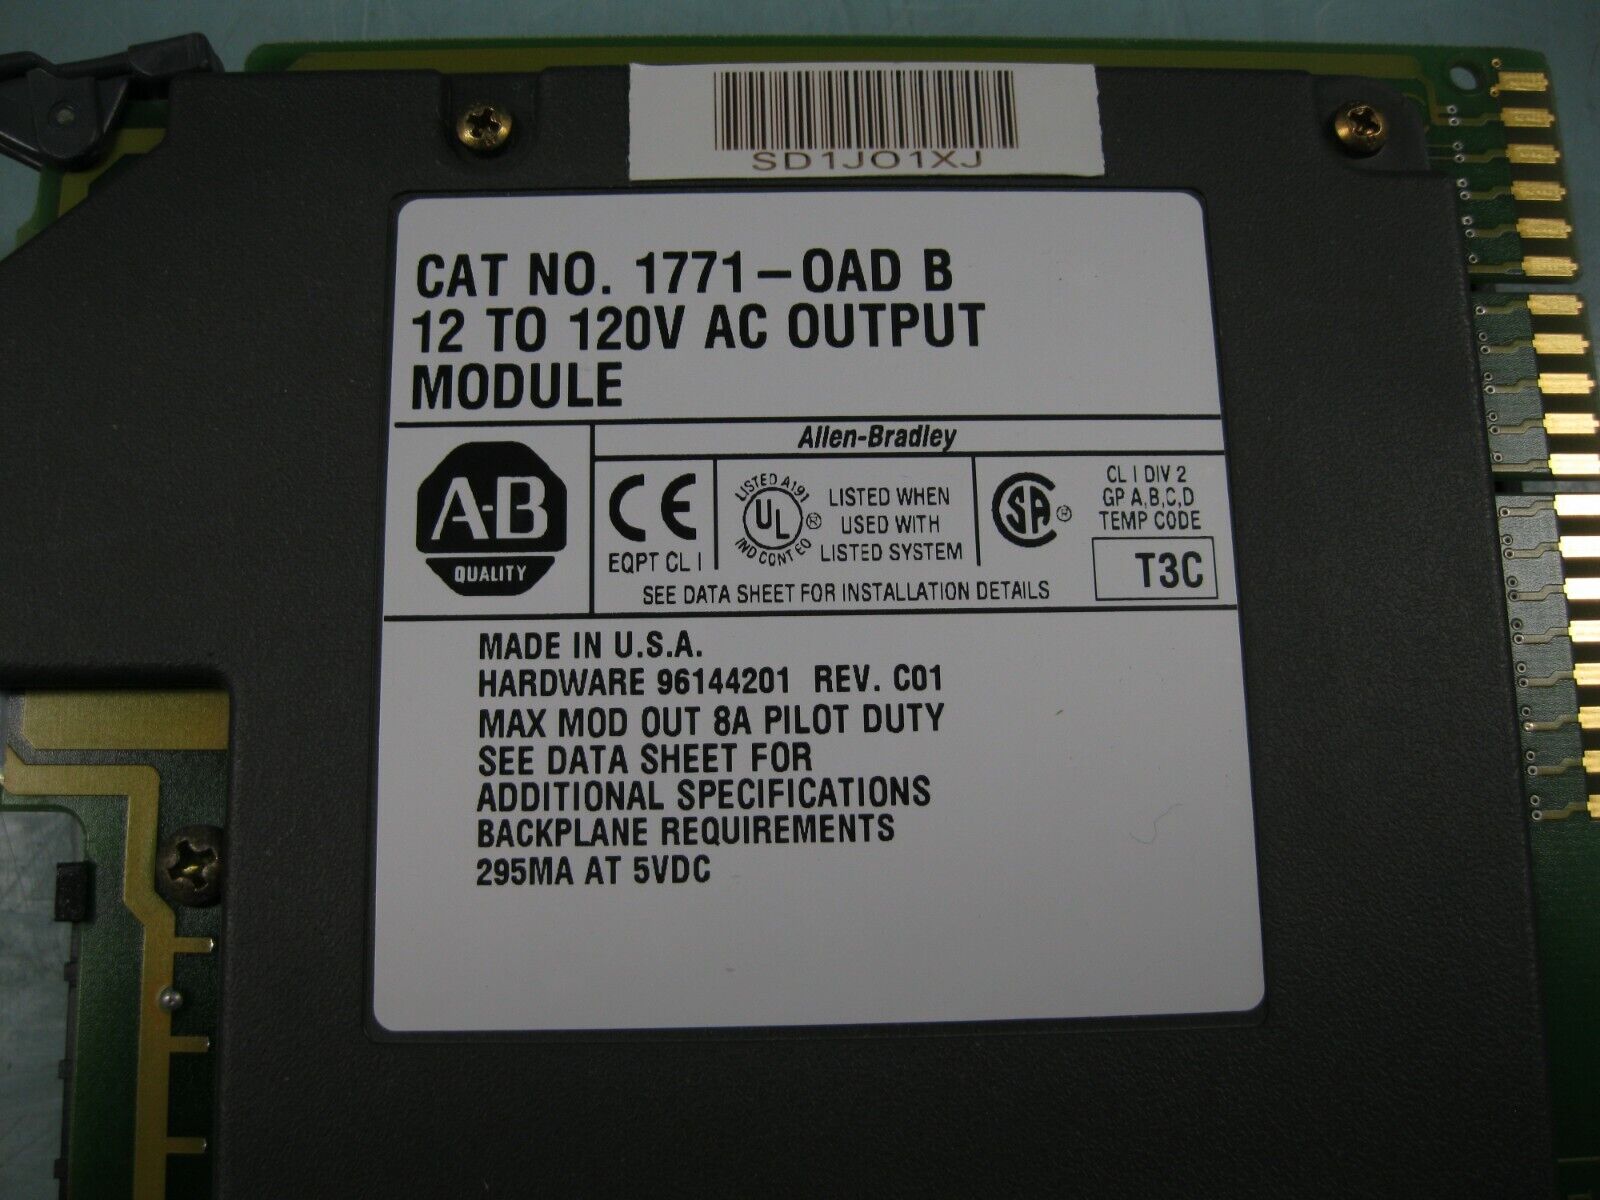 SD1JO1XJ
CAT NO. 1771-OAD B
12 TO 120V AC OUTPUT
MODULE
Allen-Bradley
A-B
QUALITY
CE
EQPT CL I
LISTED A191
UL ®
IND CONT EQ
LISTED WHEN
USED WITH
LISTED SYSTEM
SA ®
CL I DIV 2
GP A,B,C,D
TEMP CODE
T3C
SEE DATA SHEET FOR INSTALLATION DETAILS
MADE IN U.S.A.
HARDWARE 96144201 REV. C01
MAX MOD OUT 8A PILOT DUTY
SEE DATA SHEET FOR
ADDITIONAL SPECIFICATIONS
BACKPLANE REQUIREMENTS
295MA AT 5VDC